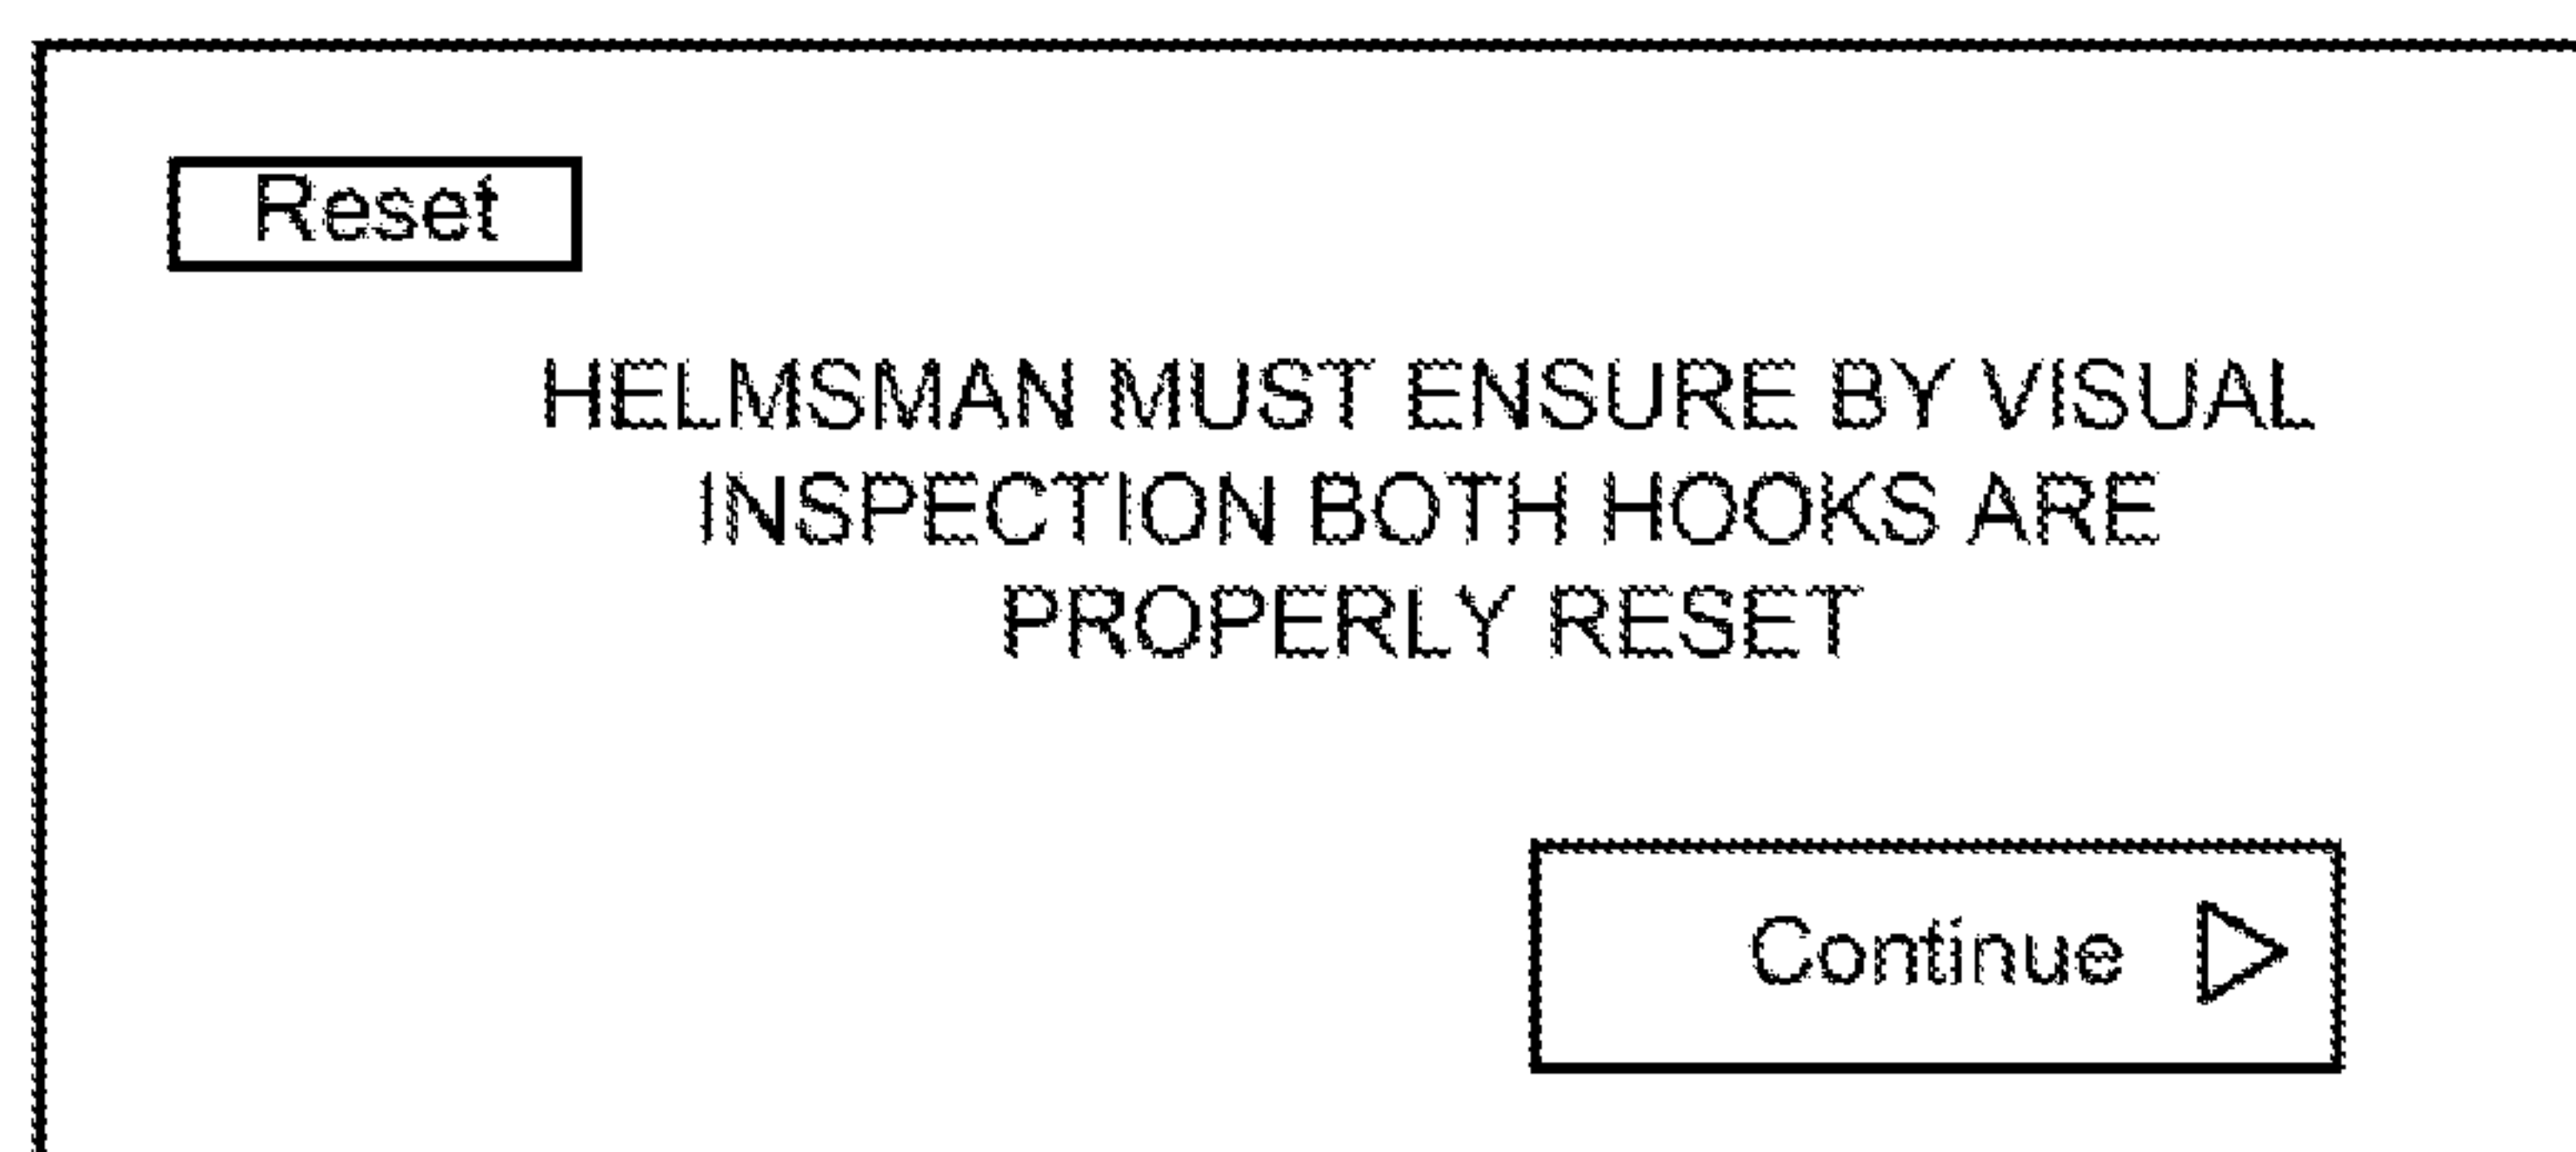 Reset
HELMSMAN MUST ENSURE BY VISUAL
INSPECTION BOTH HOOKS ARE
PROPERLY RESET
Continue